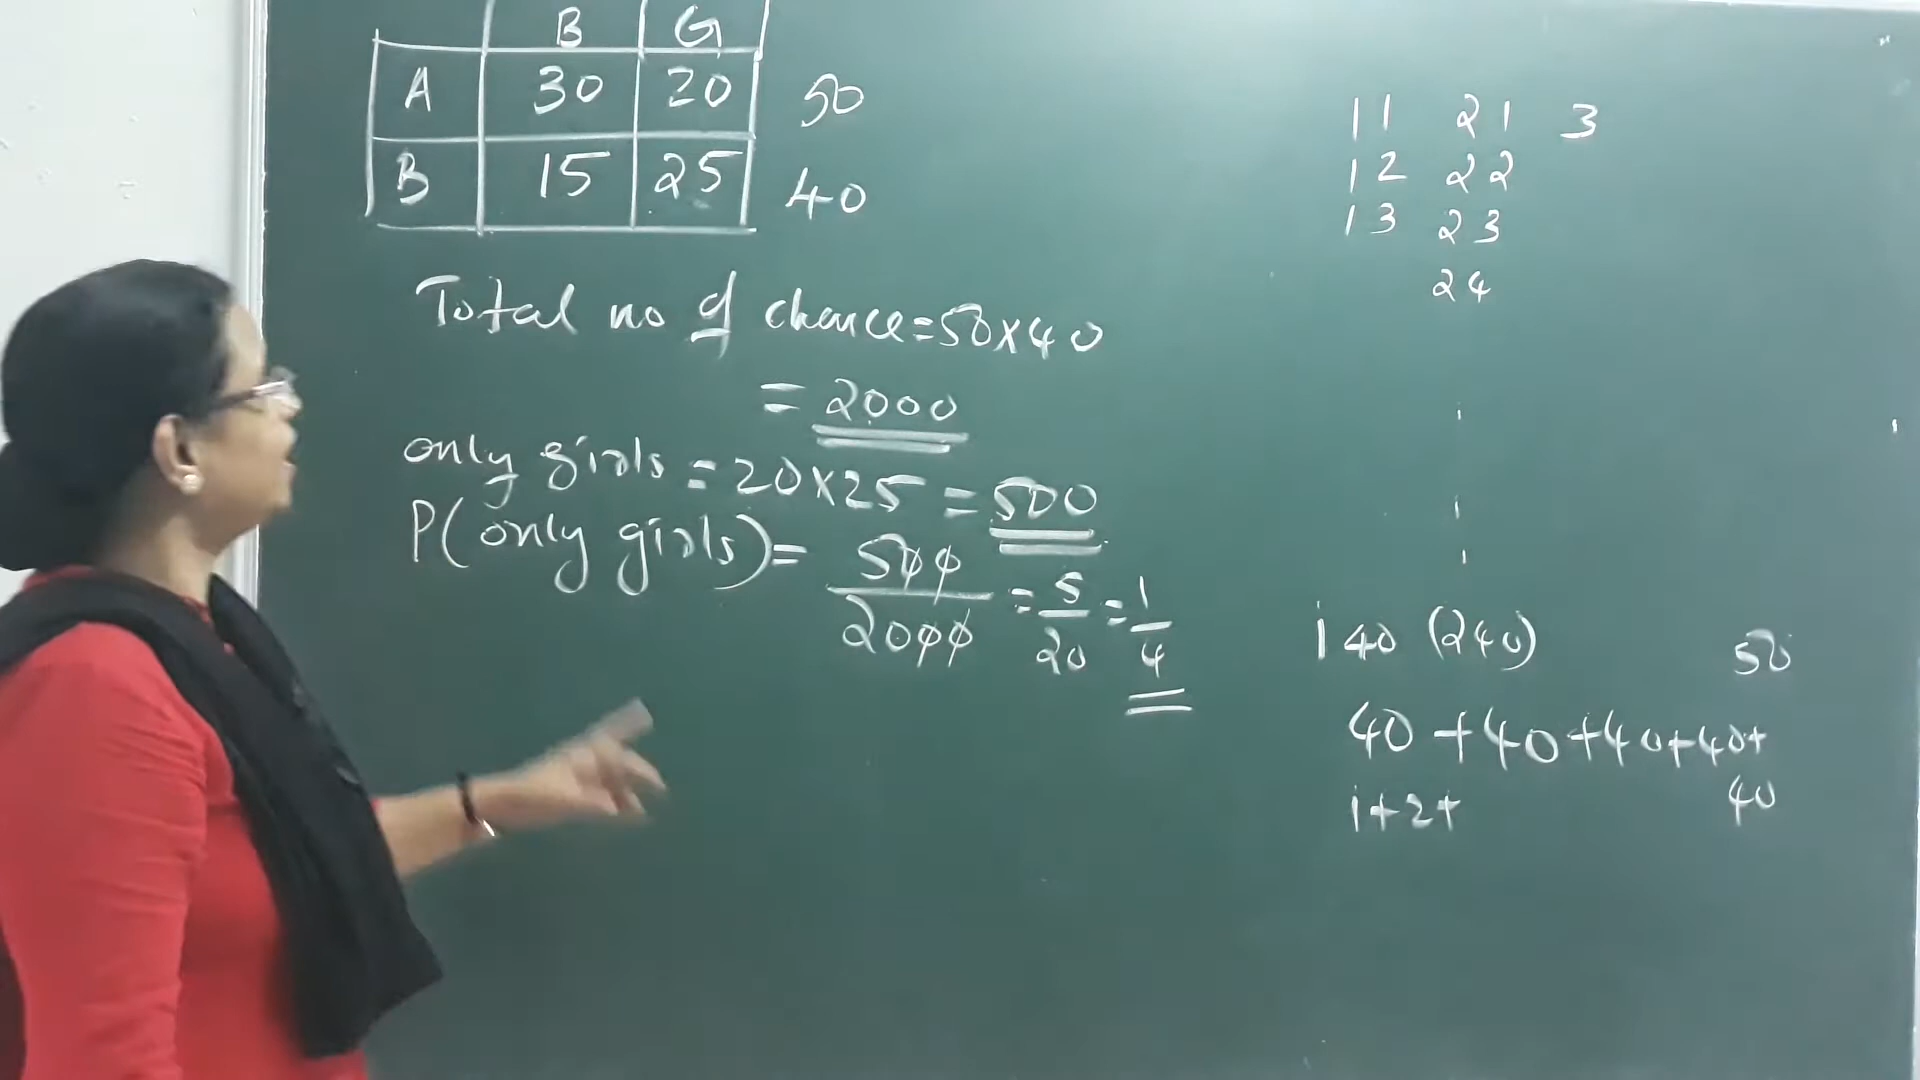 B G
A 30 20 50
B 15 25 40
Total no of chance = 50 x 40
= 2000
only girls = 20 x 25 = 500
P(only girls) = 500/2000 = 5/20 = 1/4
11 21 3
12 22
13 23
24
140 (240) 50
40 + 40 + 40 + 40 +
1 + 2 + 40